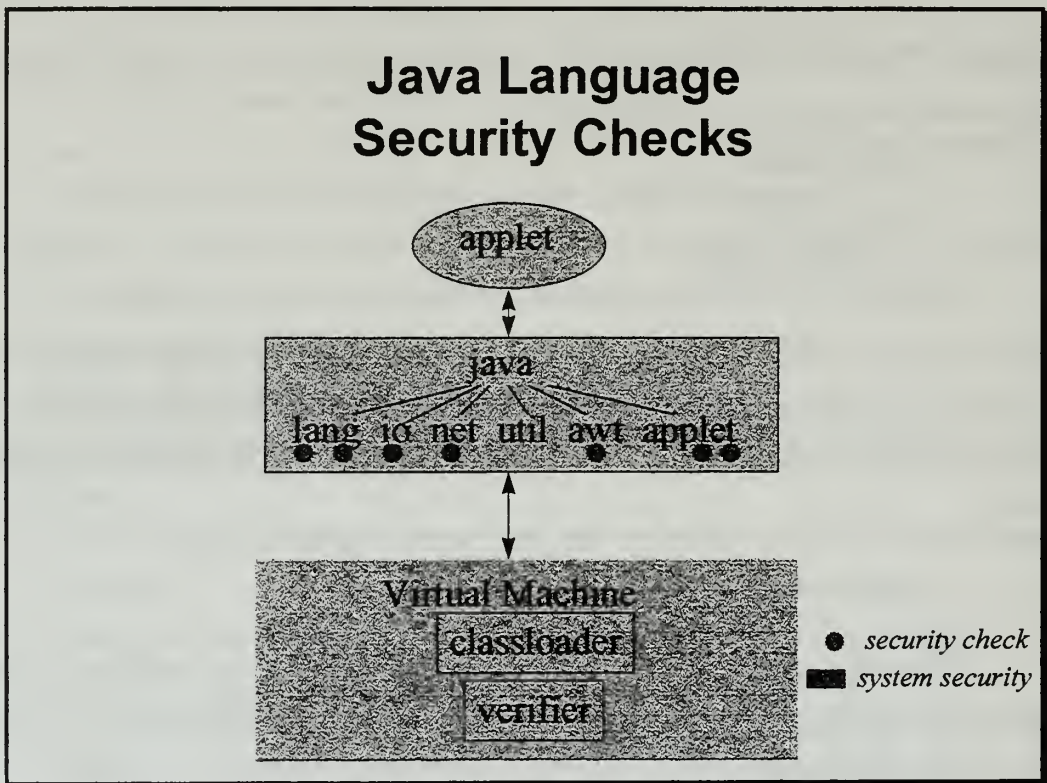 Java Language
Security Checks
applet
java
lang io net util awt applet
Virtual Machine
classloader
verifier
security check
system security